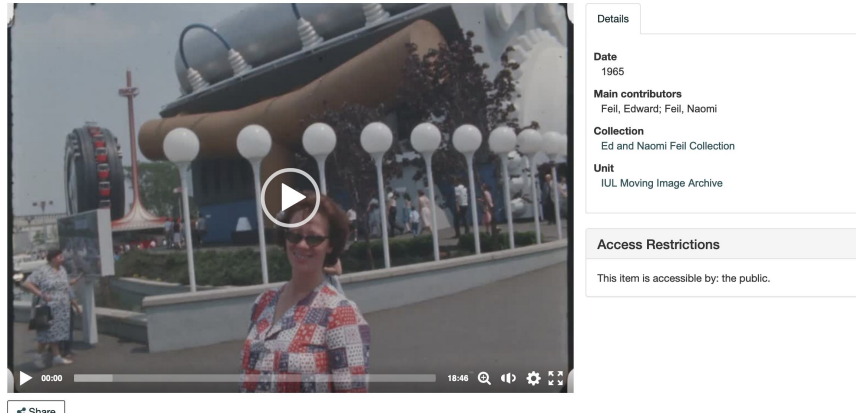 00:00
18:46
Share
Details
Date
1965
Main contributors
Feil, Edward; Feil, Naomi
Collection
Ed and Naomi Feil Collection
Unit
IUL Moving Image Archive
Access Restrictions
This item is accessible by: the public.